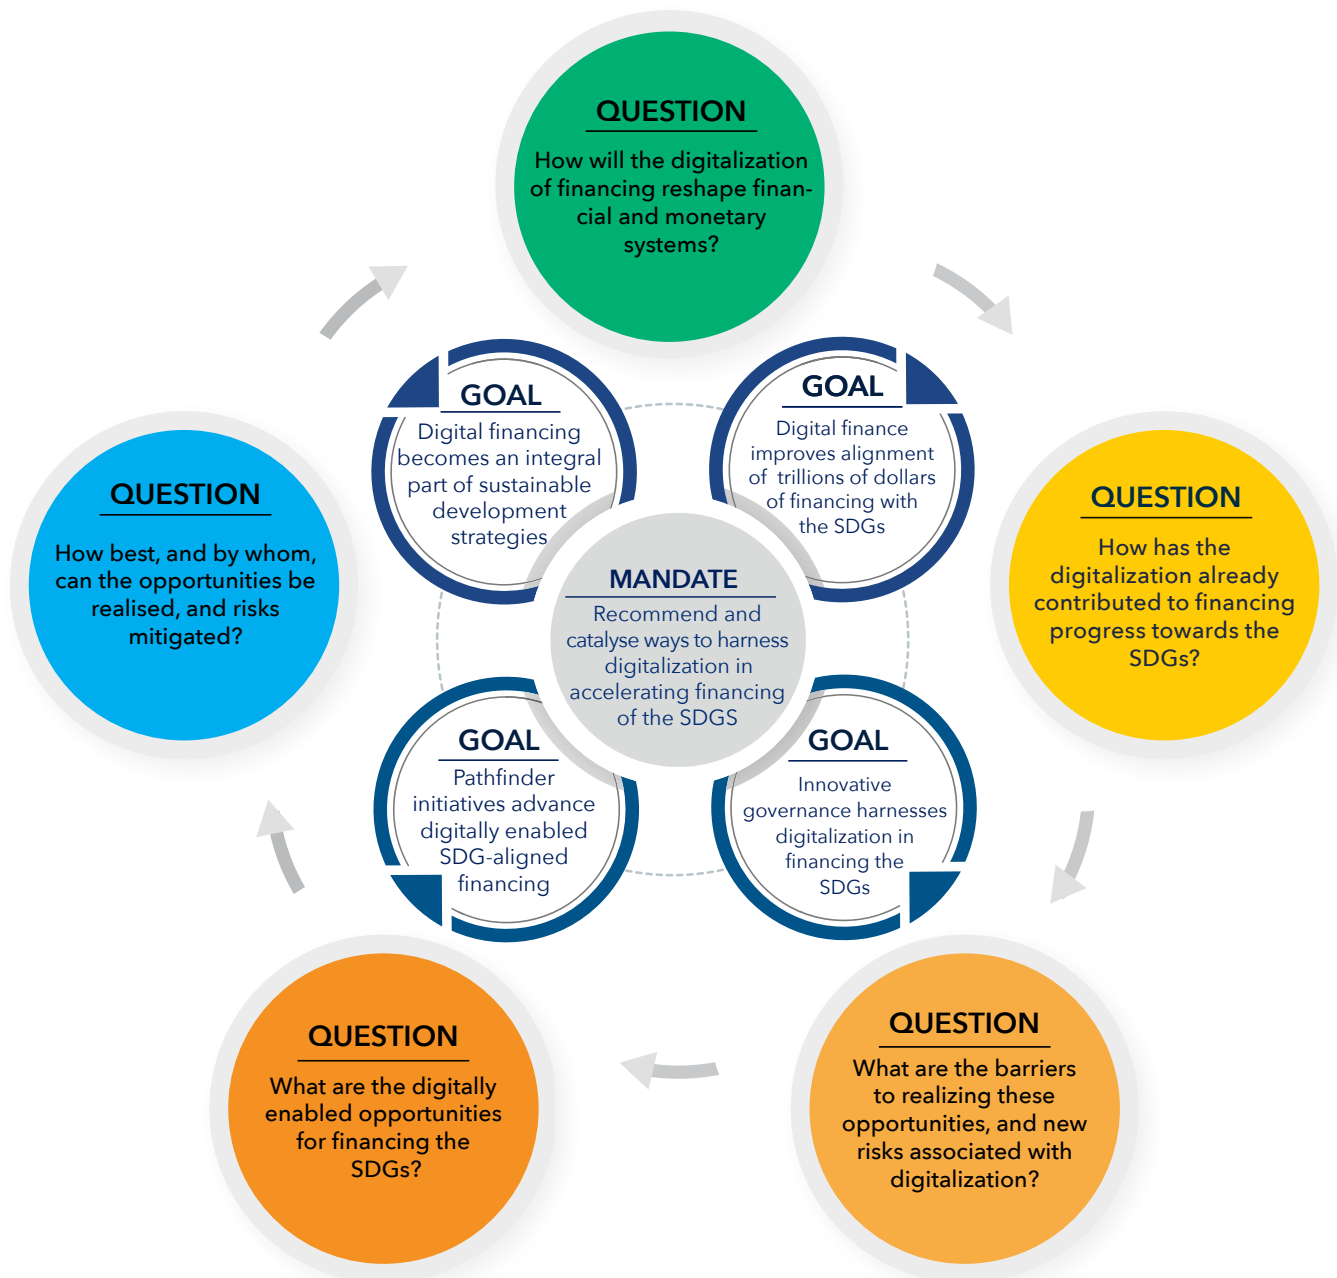 QUESTION
How will the digitalization
of financing reshape finan-
cial and monetary
systems?
GOAL
Digital financing
becomes an integral
part of sustainable
development
strategies
GOAL
Digital finance
improves alignment
of trillions of dollars
of financing with
the SDGs
QUESTION
How best, and by whom,
can the opportunities be
realised, and risks
mitigated?
MANDATE
Recommend and
catalyse ways to harness
digitalization in
accelerating financing
of the SDGS
QUESTION
How has the
digitalization already
contributed to financing
progress towards the
SDGs?
GOAL
Pathfinder
initiatives advance
digitally enabled
SDG-aligned
financing
GOAL
Innovative
governance harnesses
digitalization in
financing the
SDGs
QUESTION
What are the digitally
enabled opportunities
for financing the
SDGs?
QUESTION
What are the barriers
to realizing these
opportunities, and new
risks associated with
digitalization?